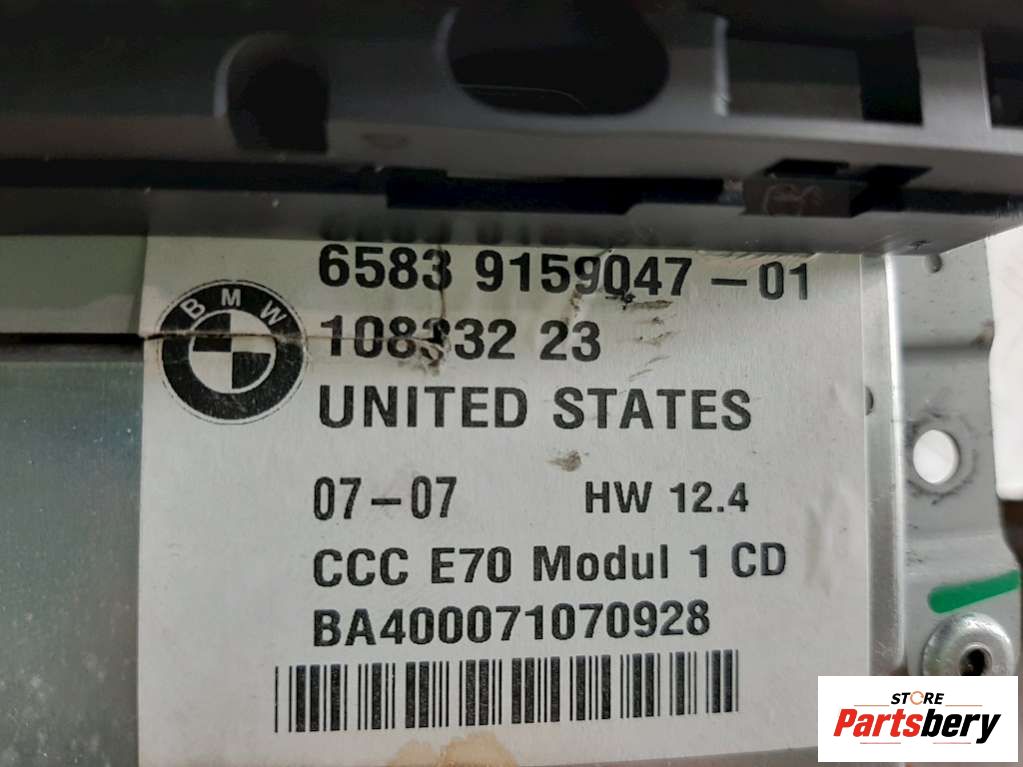 6583 9159047-01
BMW
108332 23
UNITED STATES
07-07 HW 12.4
CCC E70 Modul 1 CD
BA400071070928
STORE
Partsbery